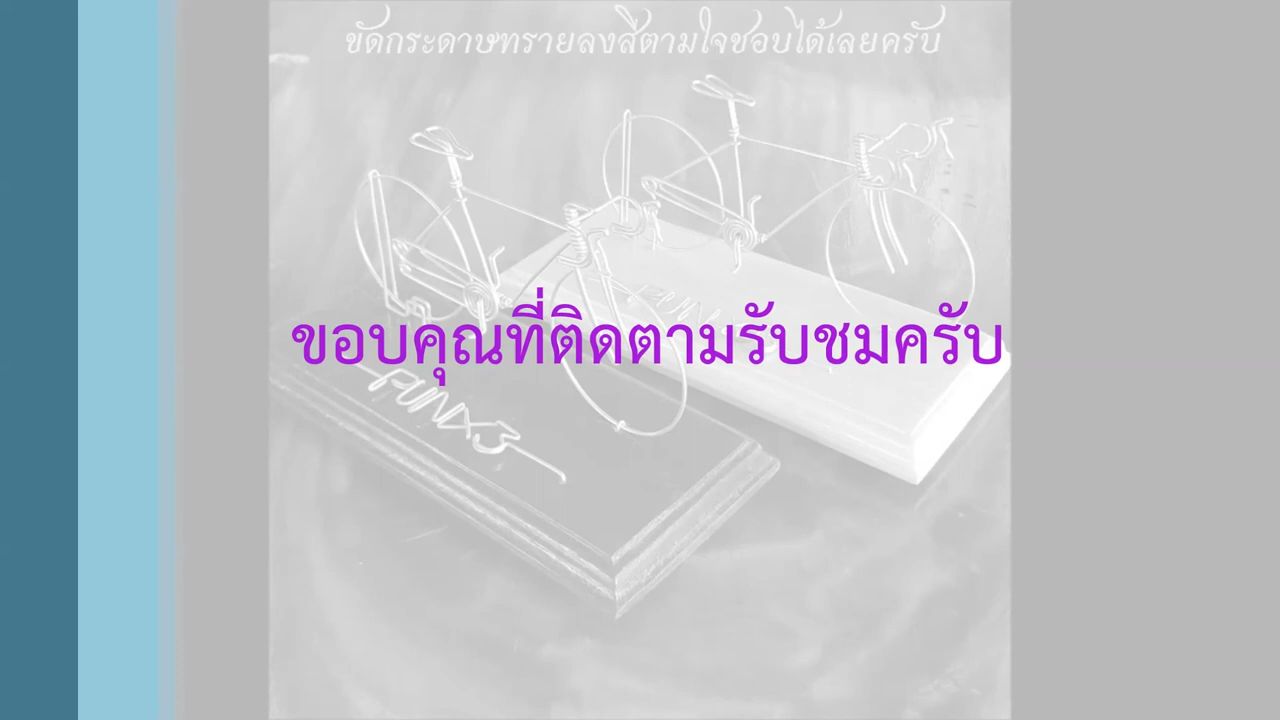 ขัดกระดาษทรายลงสีตามใจชอบได้เลยครับ
ขอบคุณที่ติดตามรับชมครับ
PUNX3